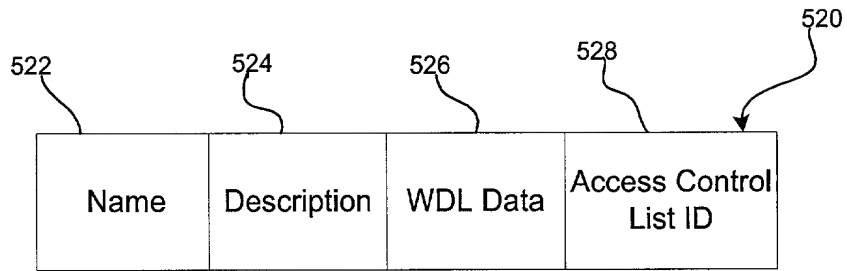 520
522
524
526
528
Name
Description
WDL Data
Access Control
List ID